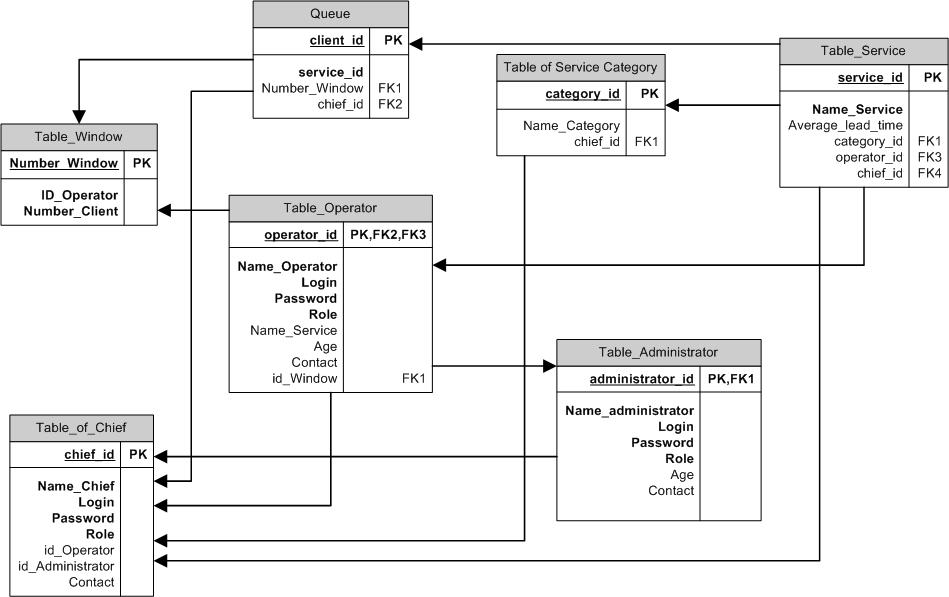 Queue
client_id PK
service_id
Number_Window FK1
chief_id FK2
Table_Service
service_id PK
Name_Service
Average_lead_time
category_id FK1
operator_id FK3
chief_id FK4
Table of Service Category
category_id PK
Name_Category
chief_id FK1
Table_Window
Number_Window PK
ID_Operator
Number_Client
Table_Operator
operator_id PK,FK2,FK3
Name_Operator
Login
Password
Role
Name_Service
Age
Contact
id_Window FK1
Table_Administrator
administrator_id PK,FK1
Name_administrator
Login
Password
Role
Age
Contact
Table_of_Chief
chief_id PK
Name_Chief
Login
Password
Role
id_Operator
id_Administrator
Contact